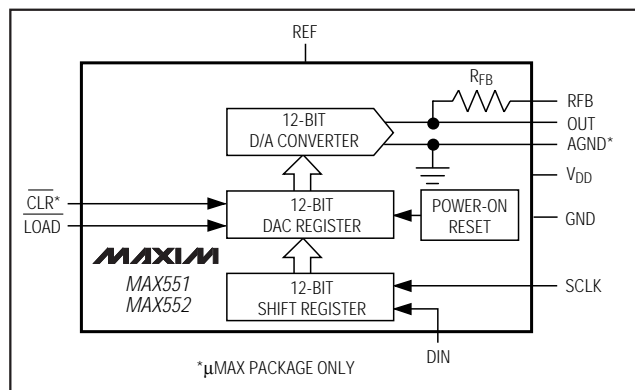 REF
R_FB
RFB
12-BIT
D/A CONVERTER
OUT
AGND*
V_DD
CLR*
LOAD
12-BIT
DAC REGISTER
POWER-ON
RESET
GND
MAXIM
MAX551
MAX552
12-BIT
SHIFT REGISTER
SCLK
DIN
*μMAX PACKAGE ONLY